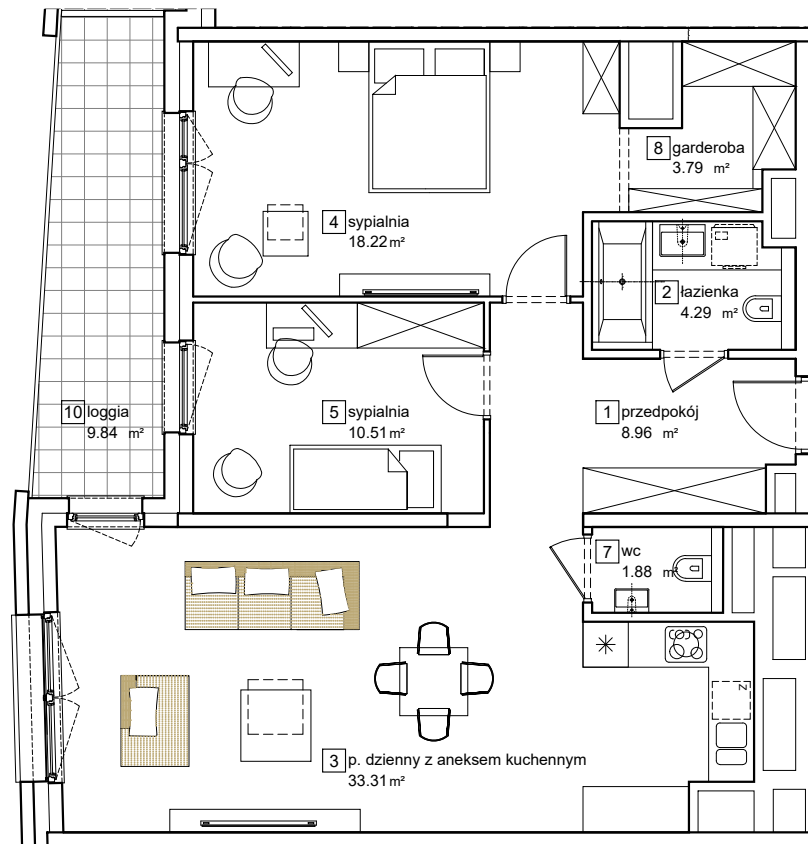 8 garderoba
3.79 m²
4 sypialnia
18.22 m²
2 łazienka
4.29 m²
10 loggia
9.84 m²
5 sypialnia
10.51 m²
1 przedpokój
8.96 m²
7 wc
1.88 m²
z
3 p. dzienny z aneksem kuchennym
33.31 m²